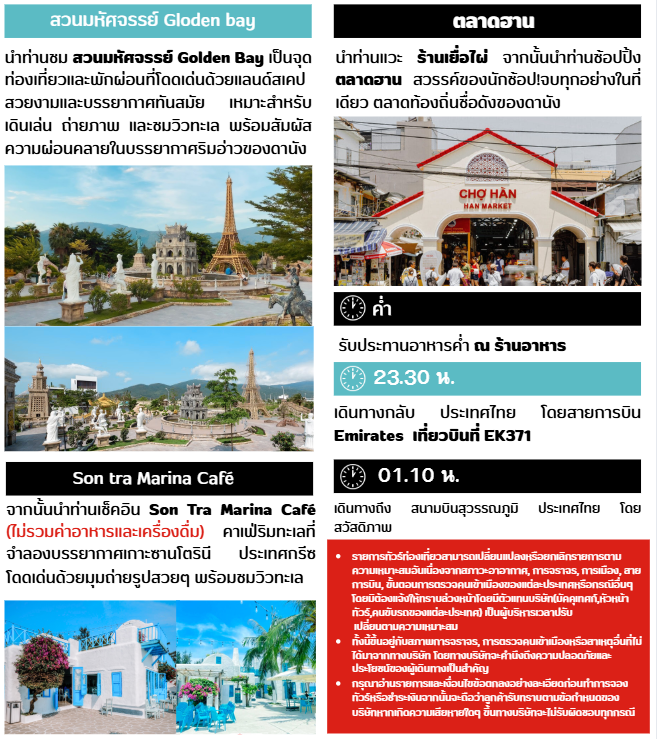 สวนมหัศจรรย์ Gloden bay
นำท่านชม สวนมหัศจรรย์ Golden Bay เป็นจุด
ท่องเที่ยวและพักผ่อนที่โดดเด่นด้วยแลนด์สเคป
สวยงามและบรรยากาศทันสมัย เหมาะสำหรับ
เดินเล่น ถ่ายภาพ และชมวิวทะเล พร้อมสัมผัส
ความผ่อนคลายในบรรยากาศริมอ่าวของดานัง
Son tra Marina Café
จากนั้นนำท่านเช็คอิน Son Tra Marina Café
(ไม่รวมค่าอาหารและเครื่องดื่ม) คาเฟ่ริมทะเลที่
จำลองบรรยากาศเกาะซานโตรินี ประเทศกรีซ
โดดเด่นด้วยมุมถ่ายรูปสวยๆ พร้อมชมวิวทะเล
ตลาดฮาน
นำท่านแวะ ร้านเยื่อไผ่ จากนั้นนำท่านช้อปปิ้ง
ตลาดฮาน สวรรค์ของนักช้อป!จบทุกอย่างในที่
เดียว ตลาดท้องถิ่นชื่อดังของดานัง
CHỢ HÀN
HAN MARKET
ค่ำ
รับประทานอาหารค่ำ ณ ร้านอาหาร
23.30 น.
เดินทางกลับ ประเทศไทย โดยสายการบิน
Emirates เที่ยวบินที่ EK371
01.10 น.
เดินทางถึง สนามบินสุวรรณภูมิ ประเทศไทย โดย
สวัสดิภาพ
• รายการทัวร์ท่องเที่ยวสามารถเปลี่ยนแปลงหรือยกเลิกรายการตาม
ความเหมาะสมอันเนื่องจากสภาวะอากาศ, การจราจร, การเมือง, สาย
การบิน, ขั้นตอนการตรวจคนเข้าเมืองของแต่ละประเทศหรือกรณีอื่นๆ
โดยมิต้องแจ้งให้ทราบล่วงหน้าโดยมีตัวแทนบริษัท(มัคคุเทศก์,หัวหน้า
ทัวร์,คนขับรถของแต่ละประเทศ) เป็นผู้บริหารเวลาปรับ
เปลี่ยนตามความเหมาะสม
• ทั้งนี้ขึ้นอยู่กับสภาพการจราจร, การตรวจคนเข้าเมืองหรือสาเหตุอื่นที่ไม่
ได้มาจากทางบริษัท โดยทางบริษัทจะคำนึงถึงความปลอดภัยและ
ประโยชน์ของผู้เดินทางเป็นสำคัญ
• กรุณาอ่านรายการและเงื่อนไขข้อตกลงอย่างละเอียดก่อนทำการจอง
ทัวร์หรือชำระเงินจากนั้นจะถือว่าลูกค้ารับทราบตามข้อกำหนดของ
บริษัทหากเกิดความเสียหายใดๆ ขึ้นทางบริษัทจะไม่รับผิดชอบทุกกรณี